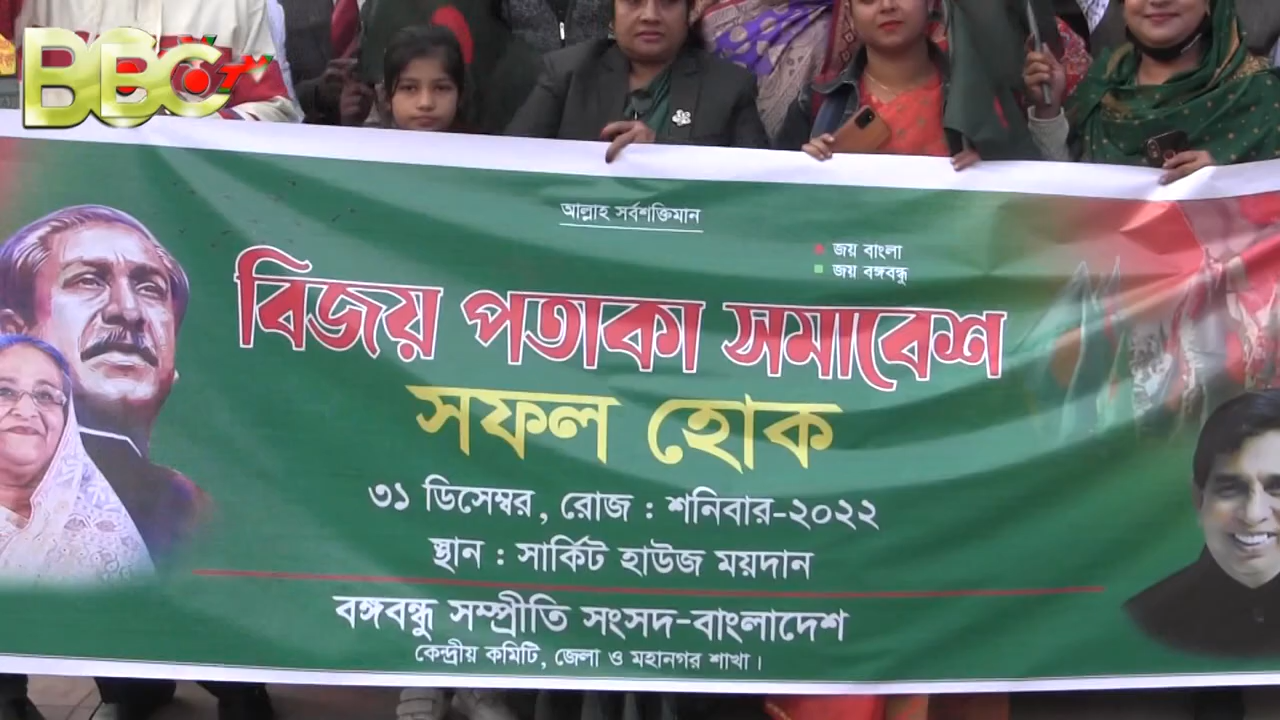 BBC TV
আল্লাহ সর্বশক্তিমান
জয় বাংলা
জয় বঙ্গবন্ধু
বিজয় পতাকা সমাবেশ
সফল হোক
৩১ ডিসেম্বর, রোজ : শনিবার-২০২২
স্থান : সার্কিট হাউজ ময়দান
বঙ্গবন্ধু সম্প্রীতি সংসদ-বাংলাদেশ
কেন্দ্রীয় কমিটি, জেলা ও মহানগর শাখা।